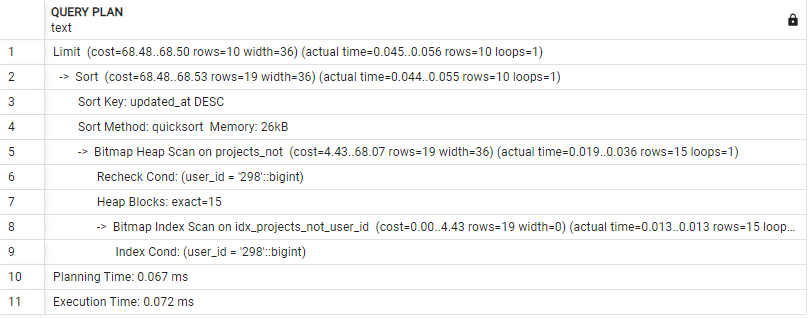 QUERY PLAN
text
1 Limit (cost=68.48..68.50 rows=10 width=36) (actual time=0.045..0.056 rows=10 loops=1)
2 -> Sort (cost=68.48..68.53 rows=19 width=36) (actual time=0.044..0.055 rows=10 loops=1)
3 Sort Key: updated_at DESC
4 Sort Method: quicksort Memory: 26kB
5 -> Bitmap Heap Scan on projects_not (cost=4.43..68.07 rows=19 width=36) (actual time=0.019..0.036 rows=15 loops=1)
6 Recheck Cond: (user_id = '298'::bigint)
7 Heap Blocks: exact=15
8 -> Bitmap Index Scan on idx_projects_not_user_id (cost=0.00..4.43 rows=19 width=0) (actual time=0.013..0.013 rows=15 loop...
9 Index Cond: (user_id = '298'::bigint)
10 Planning Time: 0.067 ms
11 Execution Time: 0.072 ms